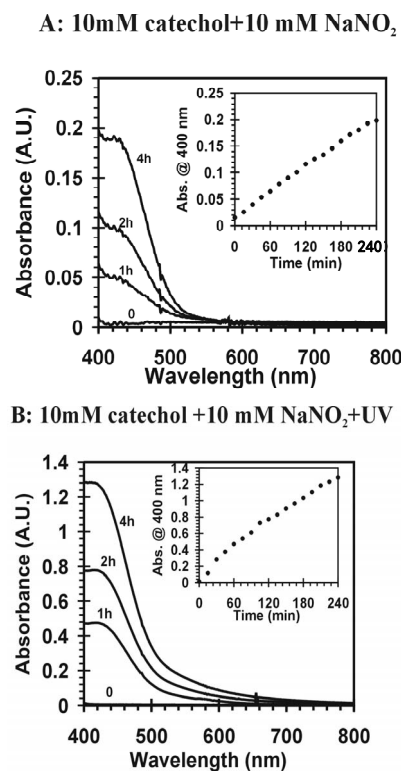 A: 10mM catechol+10 mM NaNO₂
0.25
0.2
0.15
0.1
0.05
0
Absorbance (A.U.)
4h
2h
1h
0
0.25
0.2
0.15
0.1
0.05
0
Abs. @ 400 nm
0 60 120 180 240
Time (min)
400 500 600 700 800
Wavelength (nm)
B: 10mM catechol +10 mM NaNO₂+UV
1.4
1.2
1
0.8
0.6
0.4
0.2
0
Absorbance (A.U.)
4h
2h
1h
0
1.4
1.2
1
0.8
0.6
0.4
0.2
0
Abs. @ 400 nm
0 60 120 180 240
Time (min)
400 500 600 700 800
Wavelength (nm)